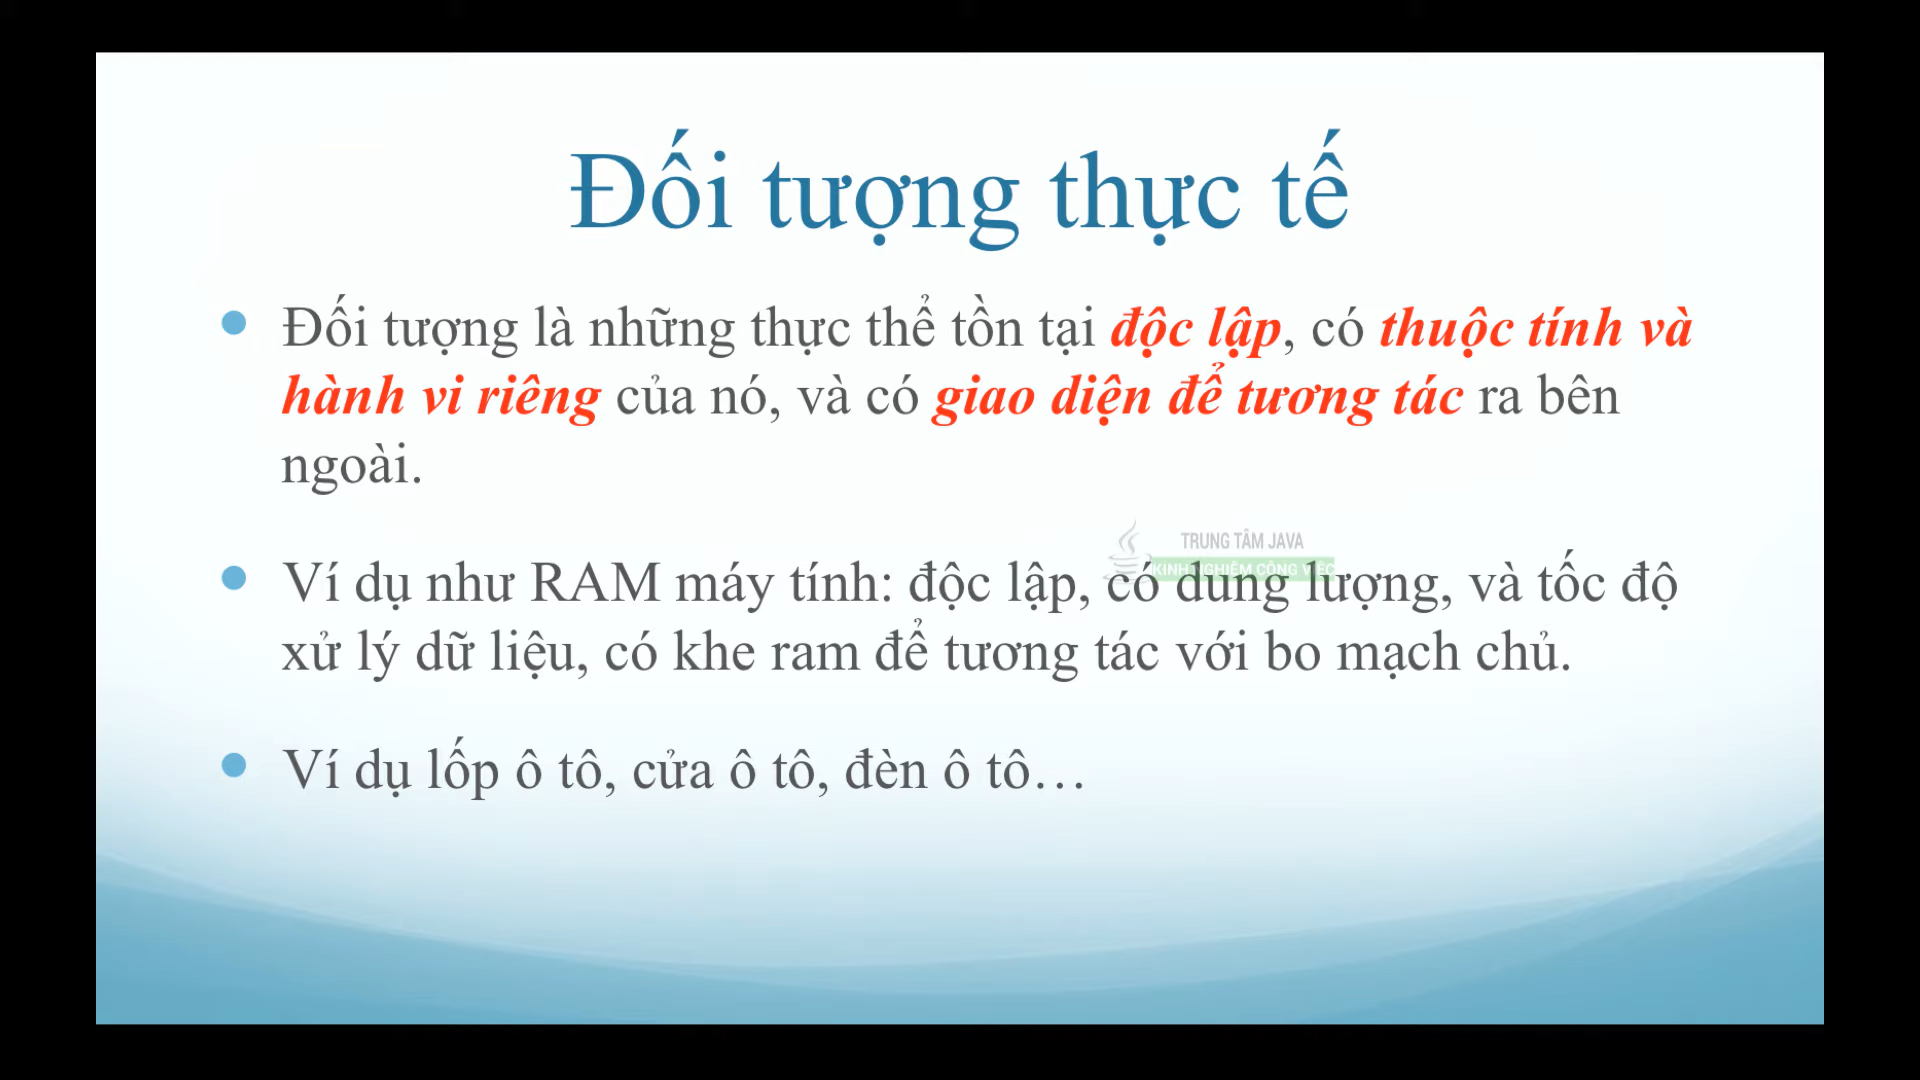 Đối tượng thực tế
Đối tượng là những thực thể tồn tại độc lập, có thuộc tính và
hành vi riêng của nó, và có giao diện để tương tác ra bên
ngoài.
TRUNG TÂM JAVA
KINH NGHIỆM CÔNG VIỆC
Ví dụ như RAM máy tính: độc lập, có dung lượng, và tốc độ
xử lý dữ liệu, có khe ram để tương tác với bo mạch chủ.
Ví dụ lốp ô tô, cửa ô tô, đèn ô tô…